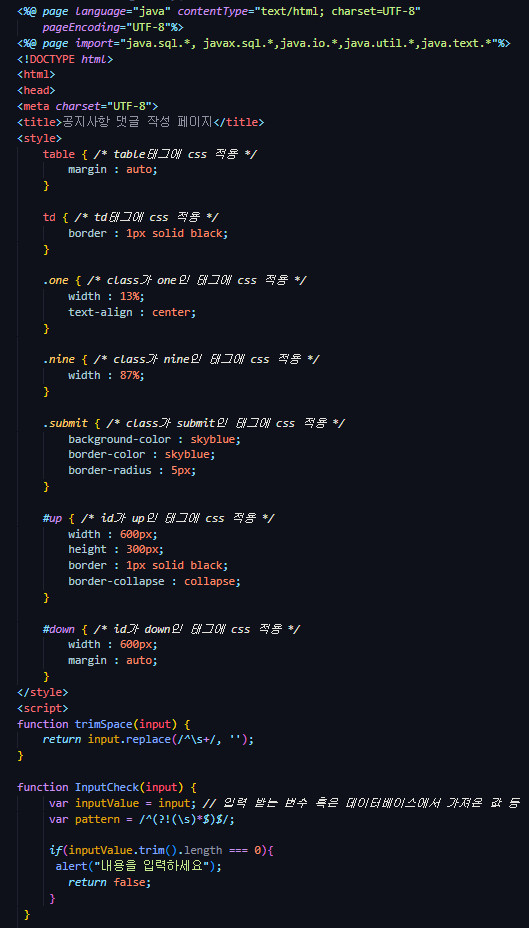 <%@ page language="java" contentType="text/html; charset=UTF-8"
    pageEncoding="UTF-8"%>
<%@ page import="java.sql.*, javax.sql.*,java.io.*,java.util.*,java.text.*"%>
<!DOCTYPE html>
<html>
<head>
<meta charset="UTF-8">
<title>공지사항 댓글 작성 페이지</title>
<style>
    table { /* table태그에 css 적용 */
        margin : auto;
    }

    td { /* td태그에 css 적용 */
        border : 1px solid black;
    }

    .one { /* class가 one인 태그에 css 적용 */
        width : 13%;
        text-align : center;
    }

    .nine { /* class가 nine인 태그에 css 적용 */
        width : 87%;
    }

    .submit { /* class가 submit인 태그에 css 적용 */
        background-color : skyblue;
        border-color : skyblue;
        border-radius : 5px;
    }

    #up { /* id가 up인 태그에 css 적용 */
        width : 600px;
        height : 300px;
        border : 1px solid black;
        border-collapse : collapse;
    }

    #down { /* id가 down인 태그에 css 적용 */
        width : 600px;
        margin : auto;
    }
</style>
<script>
function trimSpace(input) {
    return input.replace(/^\s+/, '');
}

function InputCheck(input) {
     var inputValue = input; // 입력 받는 변수 혹은 데이터베이스에서 가져온 값 등
     var pattern = /^(?!(\s)*$)$/;

     if(inputValue.trim().length === 0){
      alert("내용을 입력하세요");
        return false;
     }
 }